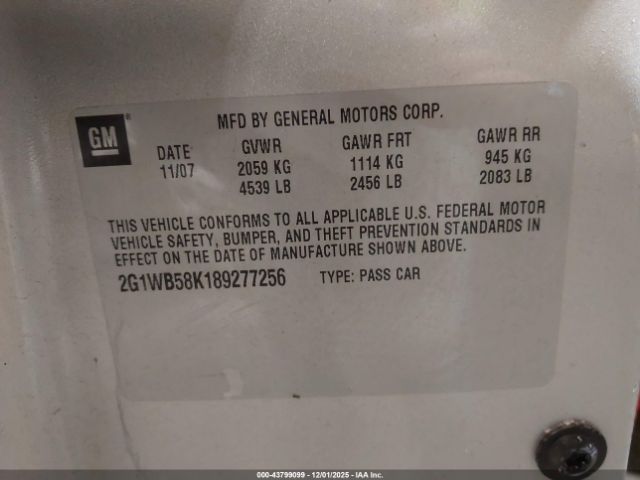 GM
MFD BY GENERAL MOTORS CORP.
DATE GVWR GAWR FRT GAWR RR
11/07 2059 KG 1114 KG 945 KG
4539 LB 2456 LB 2083 LB
THIS VEHICLE CONFORMS TO ALL APPLICABLE U.S. FEDERAL MOTOR
VEHICLE SAFETY, BUMPER, AND THEFT PREVENTION STANDARDS IN
EFFECT ON THE DATE OF MANUFACTURE SHOWN ABOVE.
2G1WB58K189277256 TYPE: PASS CAR
000-43799099 - 12/01/2025 - IAA Inc.